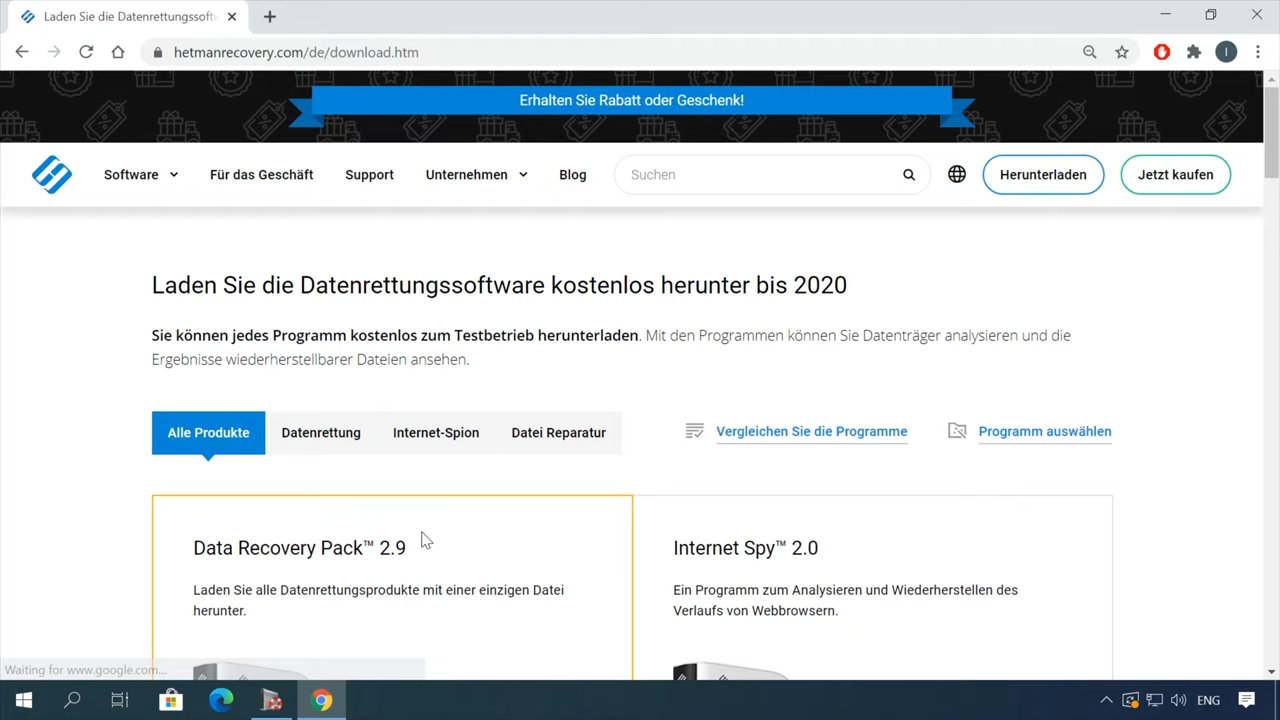 Laden Sie die Datenrettungssoftw
hetmanrecovery.com/de/download.htm
I
Erhalten Sie Rabatt oder Geschenk!
Software
Für das Geschäft
Support
Unternehmen
Blog
Suchen
Herunterladen
Jetzt kaufen
Laden Sie die Datenrettungssoftware kostenlos herunter bis 2020
Sie können jedes Programm kostenlos zum Testbetrieb herunterladen. Mit den Programmen können Sie Datenträger analysieren und die
Ergebnisse wiederherstellbarer Dateien ansehen.
Alle Produkte
Datenrettung
Internet-Spion
Datei Reparatur
Vergleichen Sie die Programme
Programm auswählen
Data Recovery Pack™ 2.9
Laden Sie alle Datenrettungsprodukte mit einer einzigen Datei
herunter.
Internet Spy™ 2.0
Ein Programm zum Analysieren und Wiederherstellen des
Verlaufs von Webbrowsern.
Waiting for www.google.com...
ENG